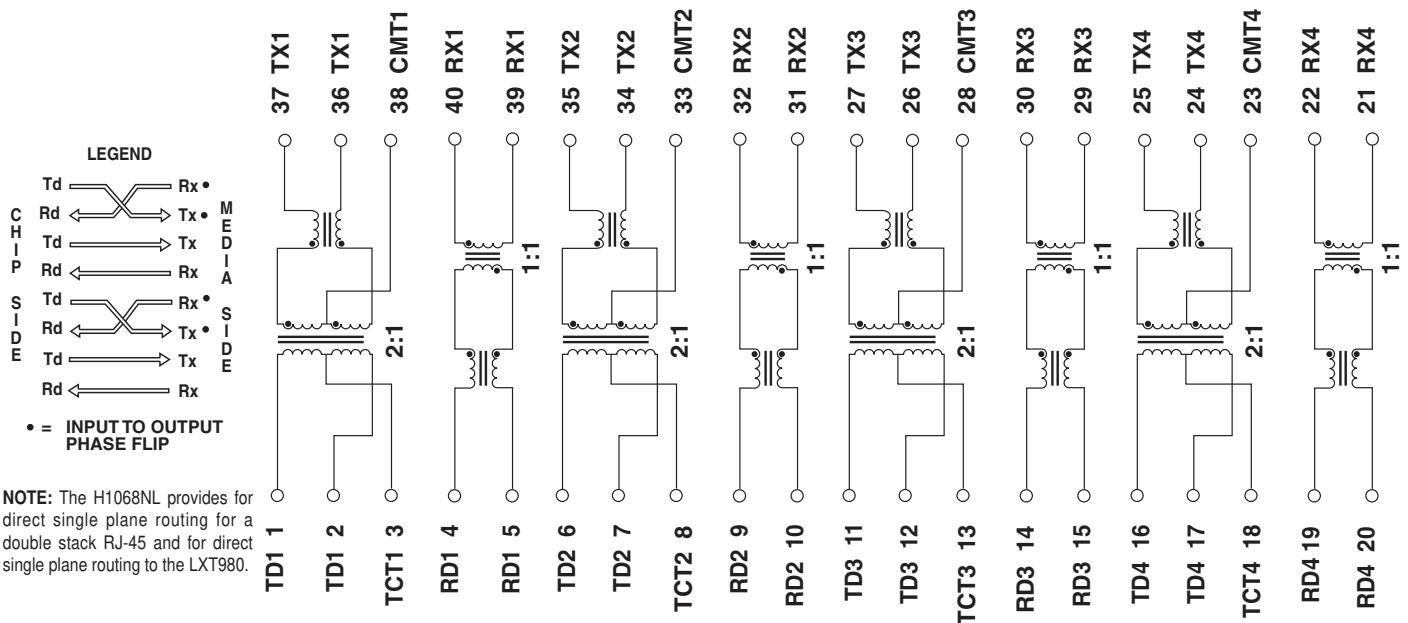 37 TX1
36 TX1
38 CMT1
40 RX1
39 RX1
35 TX2
34 TX2
33 CMT2
32 RX2
31 RX2
27 TX3
26 TX3
28 CMT3
30 RX3
29 RX3
25 TX4
24 TX4
23 CMT4
22 RX4
21 RX4
LEGEND
CHIP SIDE
MEDIA SIDE
Td Rx •
Rd Tx •
Td Tx
Rd Rx
Td Rx •
Rd Tx •
Td Tx
Rd Rx
• = INPUT TO OUTPUT
PHASE FLIP
2:1
1:1
2:1
1:1
2:1
1:1
2:1
1:1
NOTE: The H1068NL provides for
direct single plane routing for a
double stack RJ-45 and for direct
single plane routing to the LXT980.
TD1 1
TD1 2
TCT1 3
RD1 4
RD1 5
TD2 6
TD2 7
TCT2 8
RD2 9
RD2 10
TD3 11
TD3 12
TCT3 13
RD3 14
RD3 15
TD4 16
TD4 17
TCT4 18
RD4 19
RD4 20